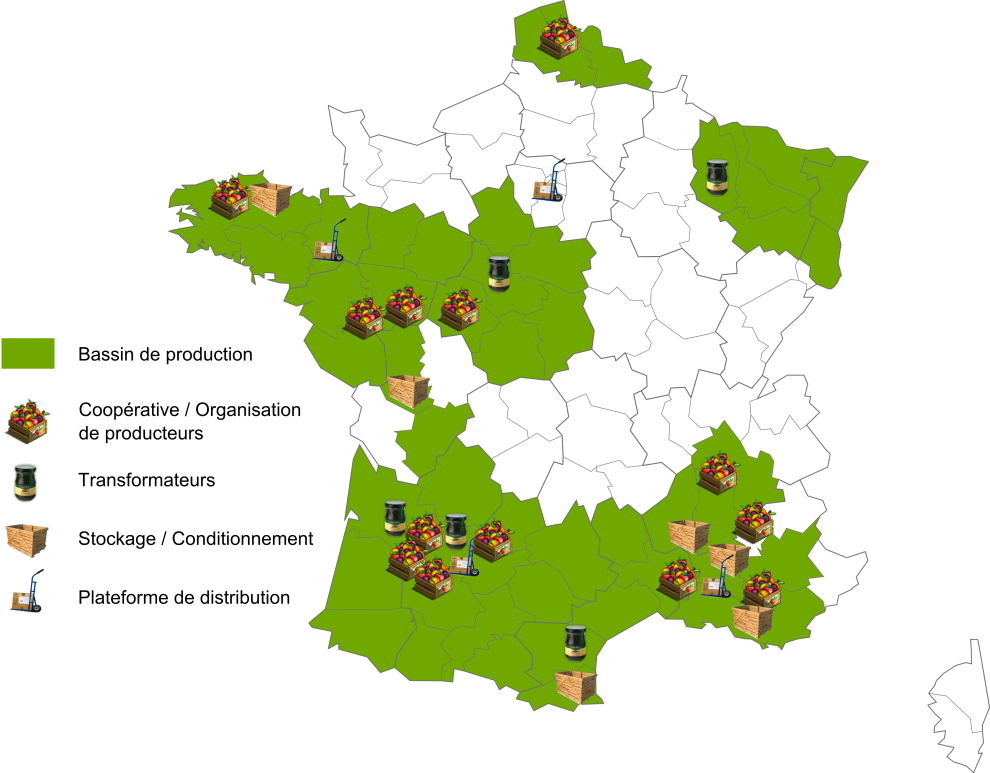 Bassin de production
Coopérative / Organisation
de producteurs
Transformateurs
Stockage / Conditionnement
Plateforme de distribution